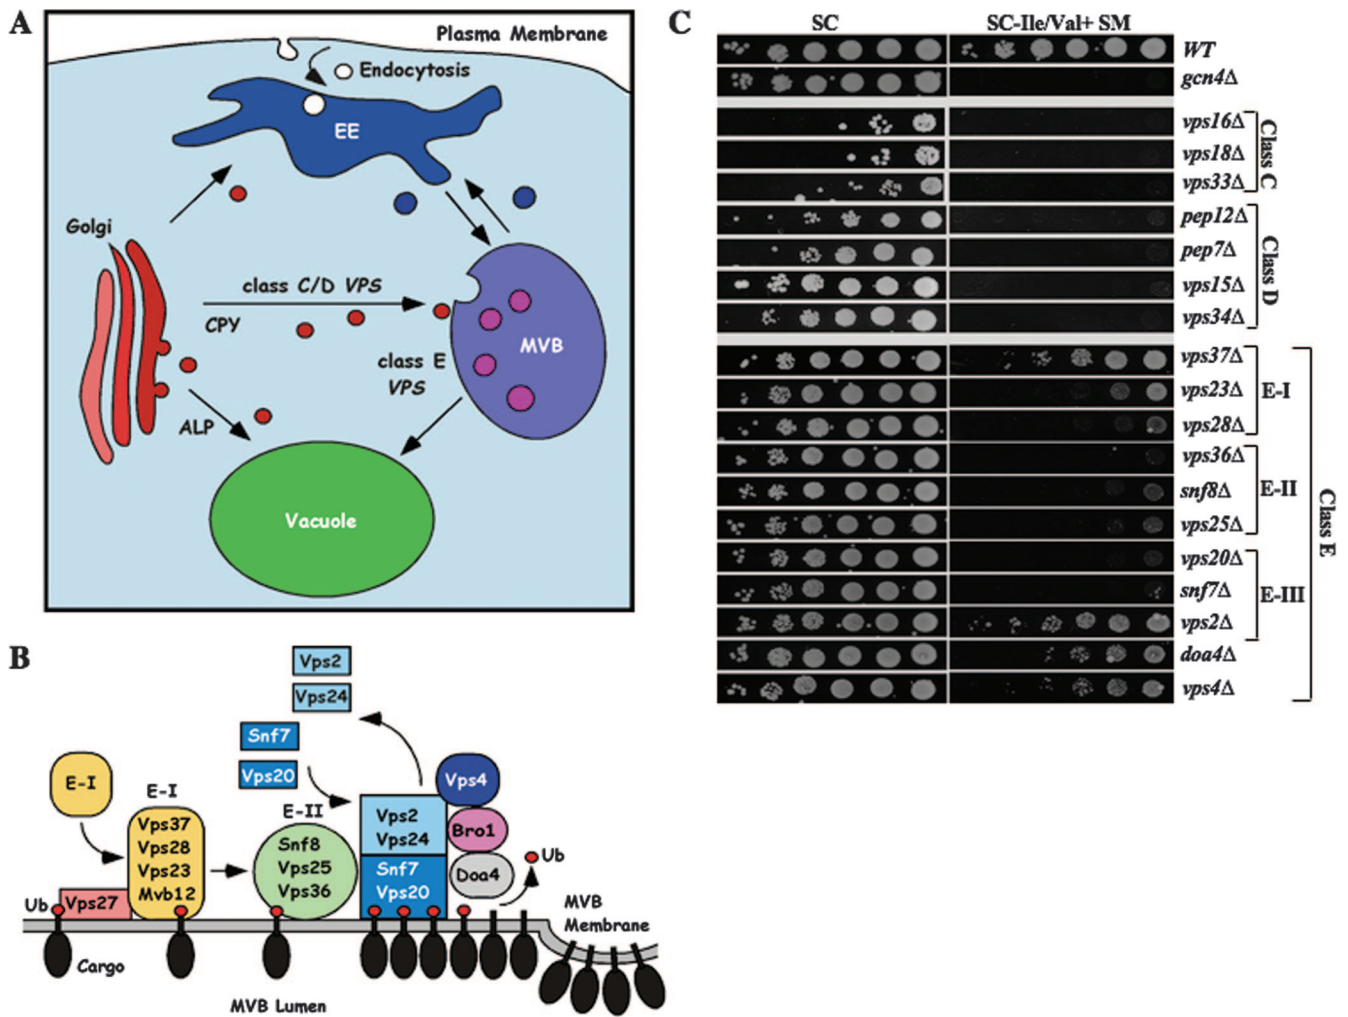 A
Plasma Membrane
Endocytosis
EE
Golgi
class C/D VPS
CPY
MVB
class E
VPS
ALP
Vacuole
B
Vps2
Vps24
Snf7
Vps20
E-I
E-I
Vps37
Vps28
Vps23
Mvb12
E-II
Snf8
Vps25
Vps36
Vps2
Vps24
Snf7
Vps20
Vps4
Bro1
Doa4
Ub
Ub
Vps27
Cargo
MVB
Membrane
MVB Lumen
C
SC
SC-Ile/Val+ SM
WT
gcn4Δ
vps16Δ
vps18Δ
vps33Δ
Class C
pep12Δ
pep7Δ
vps15Δ
vps34Δ
Class D
vps37Δ
vps23Δ
vps28Δ
E-I
vps36Δ
snf8Δ
vps25Δ
E-II
vps20Δ
snf7Δ
vps2Δ
E-III
doa4Δ
vps4Δ
Class E